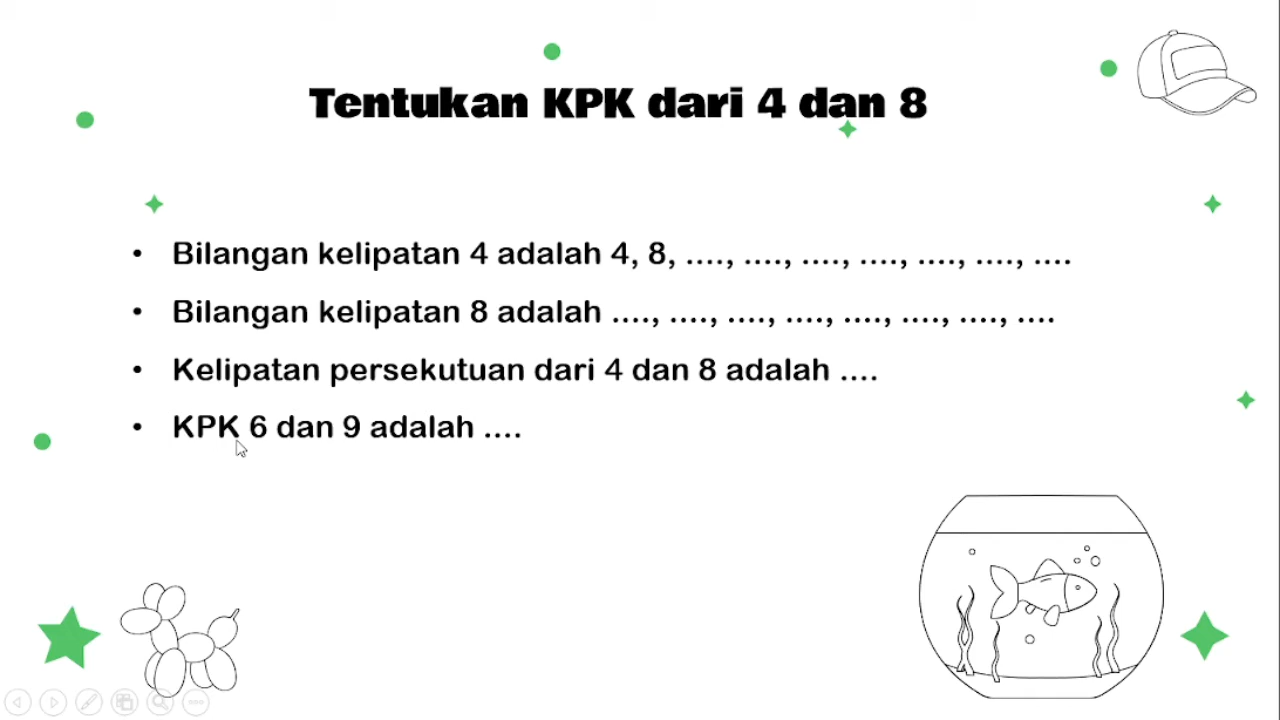 Tentukan KPK dari 4 dan 8
• Bilangan kelipatan 4 adalah 4, 8, ...., ...., ...., ...., ...., ...., ....
• Bilangan kelipatan 8 adalah ...., ...., ...., ...., ...., ...., ...., ....
• Kelipatan persekutuan dari 4 dan 8 adalah ....
• KPK 6 dan 9 adalah ....